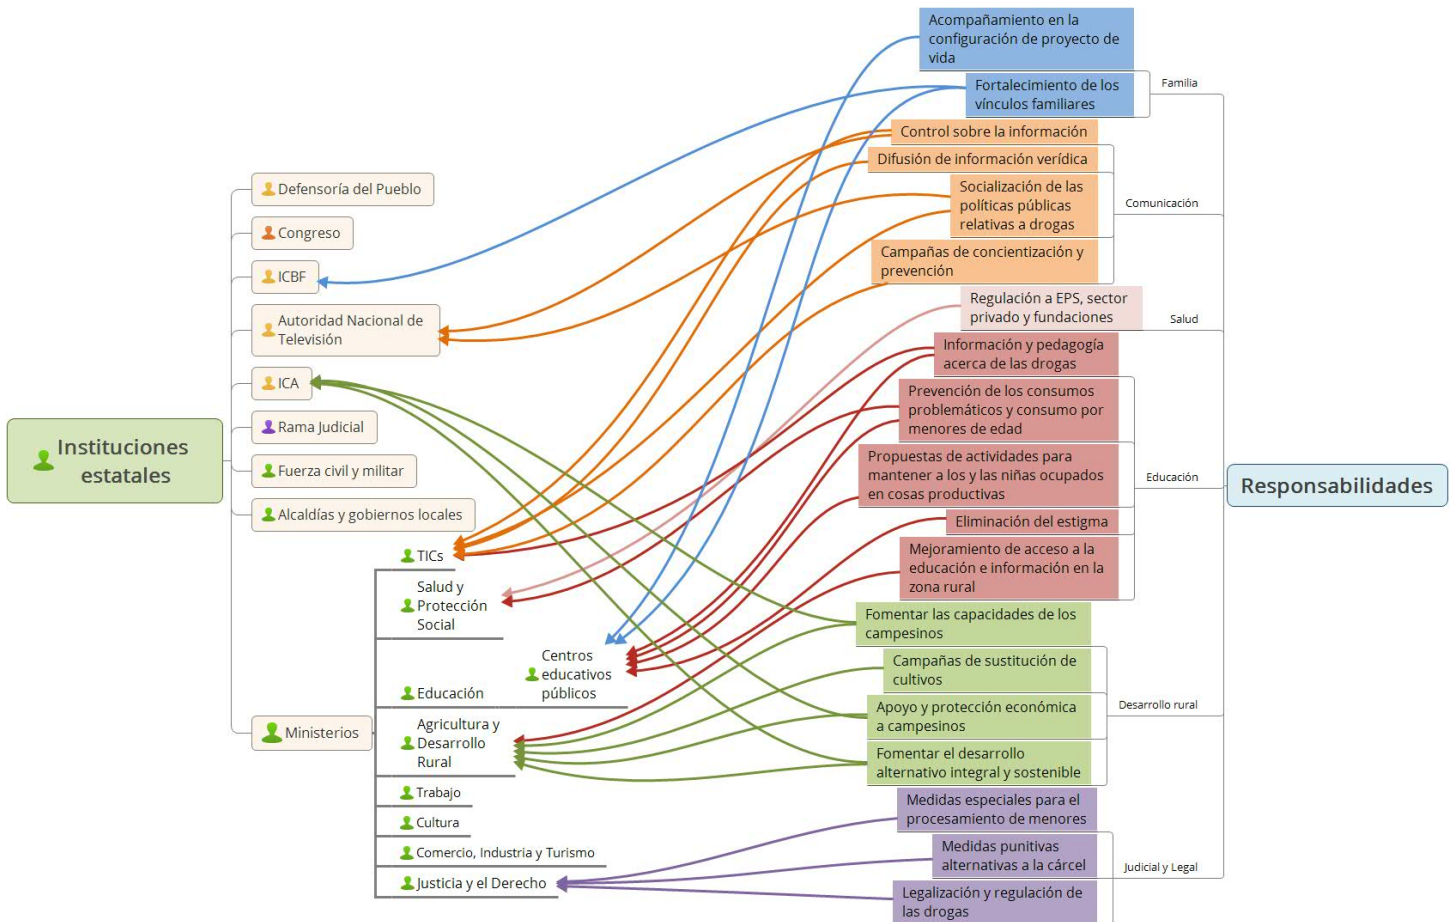 Instituciones
estatales
Defensoría del Pueblo
Congreso
ICBF
Autoridad Nacional de
Televisión
ICA
Rama Judicial
Fuerza civil y militar
Alcaldías y gobiernos locales
Ministerios
TICs
Salud y
Protección
Social
Educación
Centros
educativos
públicos
Agricultura y
Desarrollo
Rural
Trabajo
Cultura
Comercio, Industria y Turismo
Justicia y el Derecho
Responsabilidades
Familia
Acompañamiento en la
configuración de proyecto de
vida
Fortalecimiento de los
vínculos familiares
Comunicación
Control sobre la información
Difusión de información verídica
Socialización de las
políticas públicas
relativas a drogas
Campañas de concientización y
prevención
Salud
Regulación a EPS, sector
privado y fundaciones
Educación
Información y pedagogía
acerca de las drogas
Prevención de los consumos
problemáticos y consumo por
menores de edad
Propuestas de actividades para
mantener a los y las niñas ocupados
en cosas productivas
Eliminación del estigma
Mejoramiento de acceso a la
educación e información en la
zona rural
Desarrollo rural
Fomentar las capacidades de los
campesinos
Campañas de sustitución de
cultivos
Apoyo y protección económica
a campesinos
Fomentar el desarrollo
alternativo integral y sostenible
Judicial y Legal
Medidas especiales para el
procesamiento de menores
Medidas punitivas
alternativas a la cárcel
Legalización y regulación de
las drogas